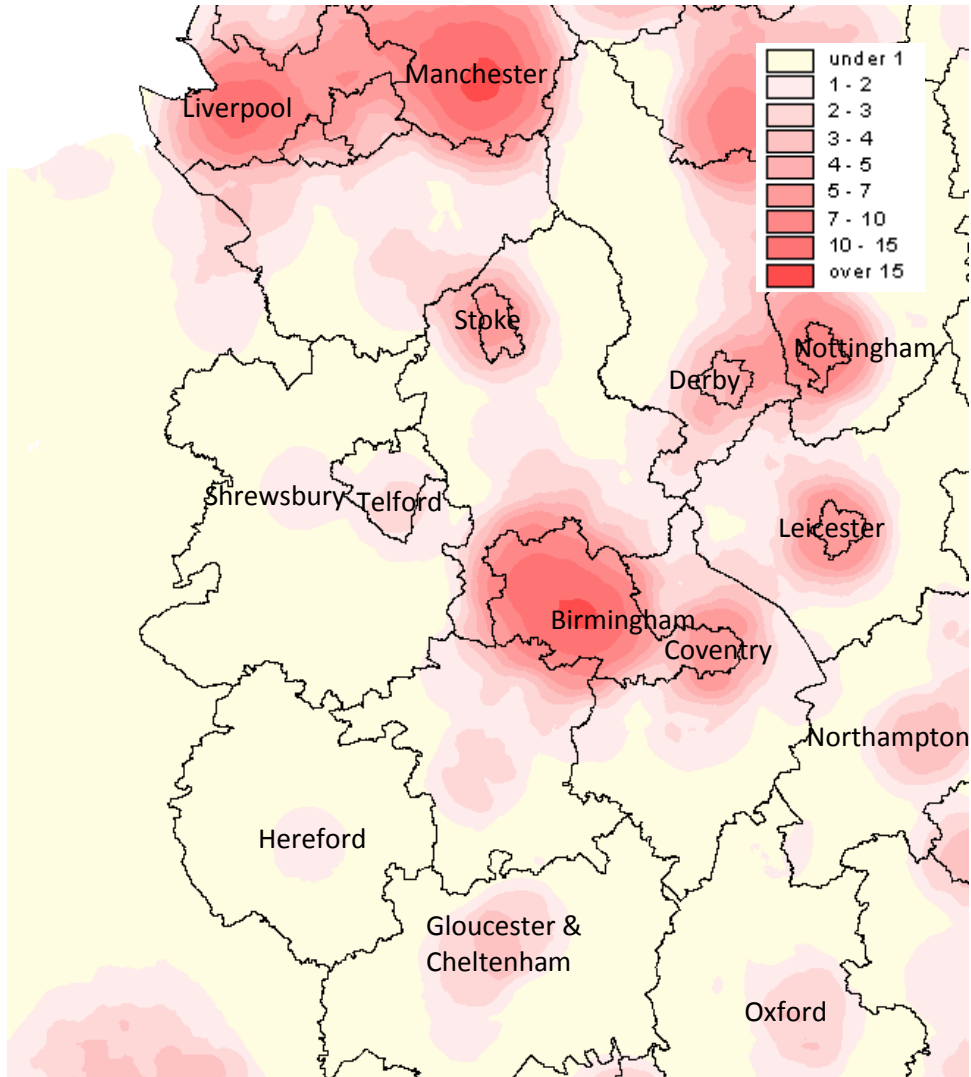 Manchester
Liverpool
under 1
1 - 2
2 - 3
3 - 4
4 - 5
5 - 7
7 - 10
10 - 15
over 15
Stoke
Nottingham
Derby
Shrewsbury
Telford
Leicester
Birmingham
Coventry
Northampton
Hereford
Gloucester &
Cheltenham
Oxford